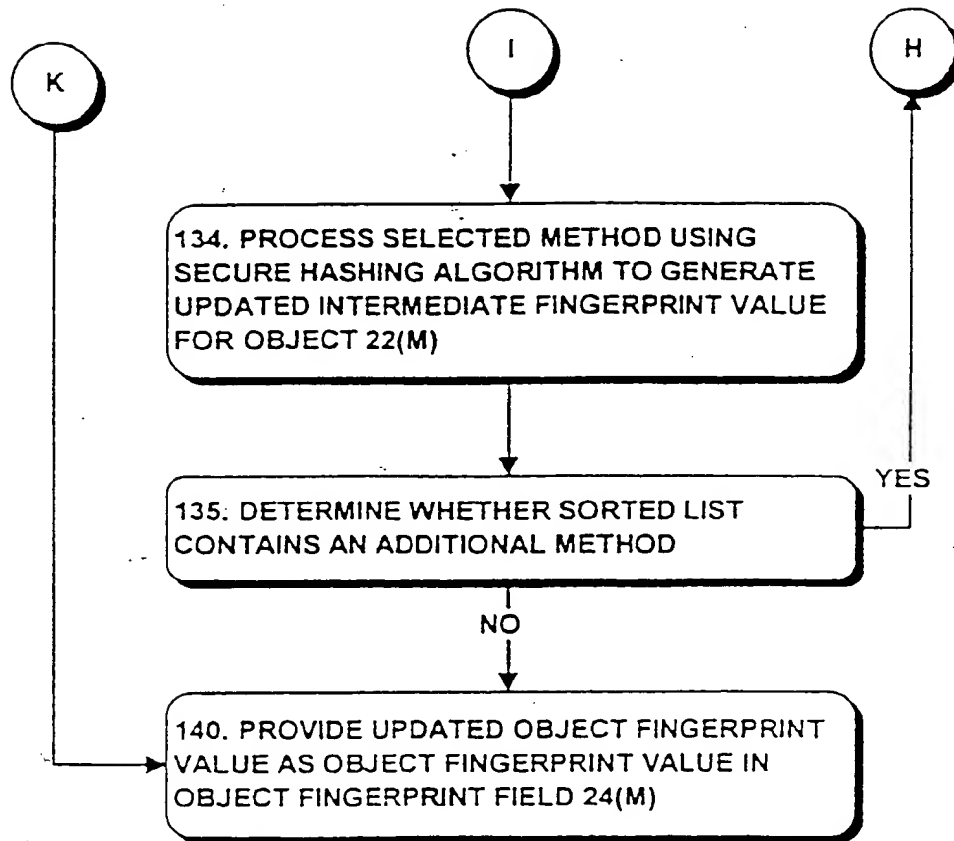 K
I
H
134. PROCESS SELECTED METHOD USING
SECURE HASHING ALGORITHM TO GENERATE
UPDATED INTERMEDIATE FINGERPRINT VALUE
FOR OBJECT 22(M)
YES
135. DETERMINE WHETHER SORTED LIST
CONTAINS AN ADDITIONAL METHOD
NO
140. PROVIDE UPDATED OBJECT FINGERPRINT
VALUE AS OBJECT FINGERPRINT VALUE IN
OBJECT FINGERPRINT FIELD 24(M)